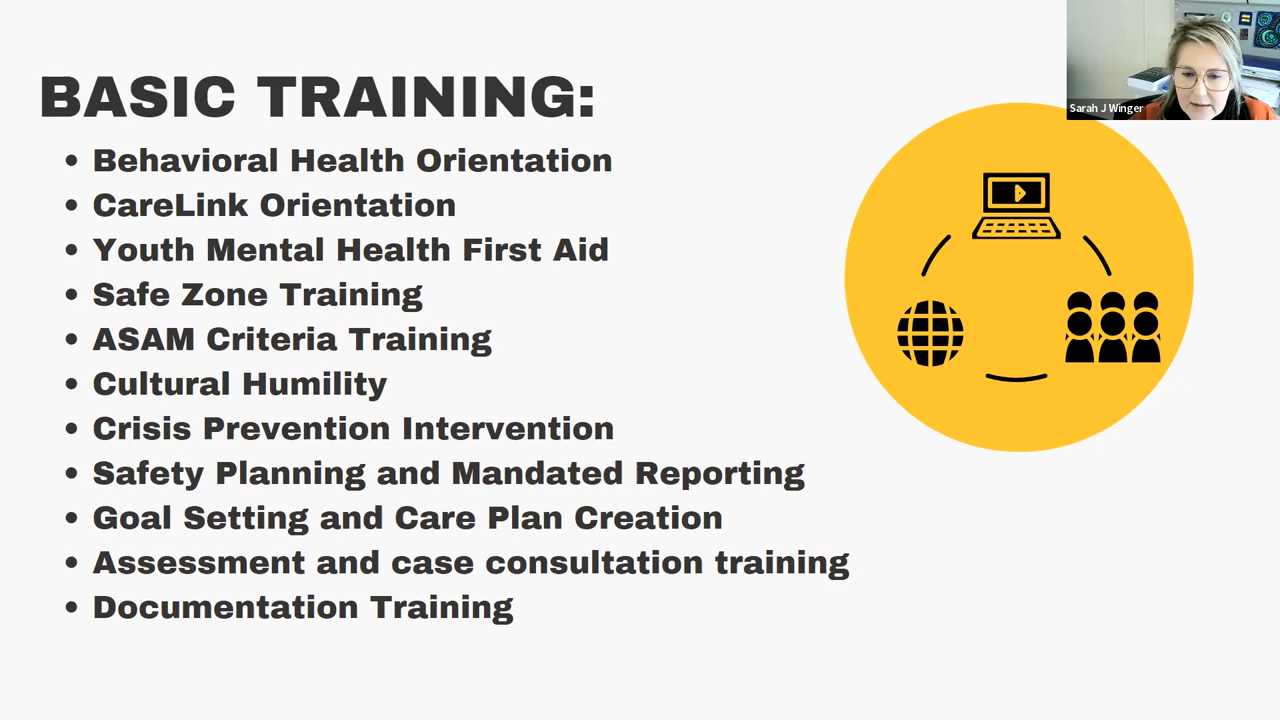 BASIC TRAINING:
• Behavioral Health Orientation
• CareLink Orientation
• Youth Mental Health First Aid
• Safe Zone Training
• ASAM Criteria Training
• Cultural Humility
• Crisis Prevention Intervention
• Safety Planning and Mandated Reporting
• Goal Setting and Care Plan Creation
• Assessment and case consultation training
• Documentation Training
Sarah J Winger